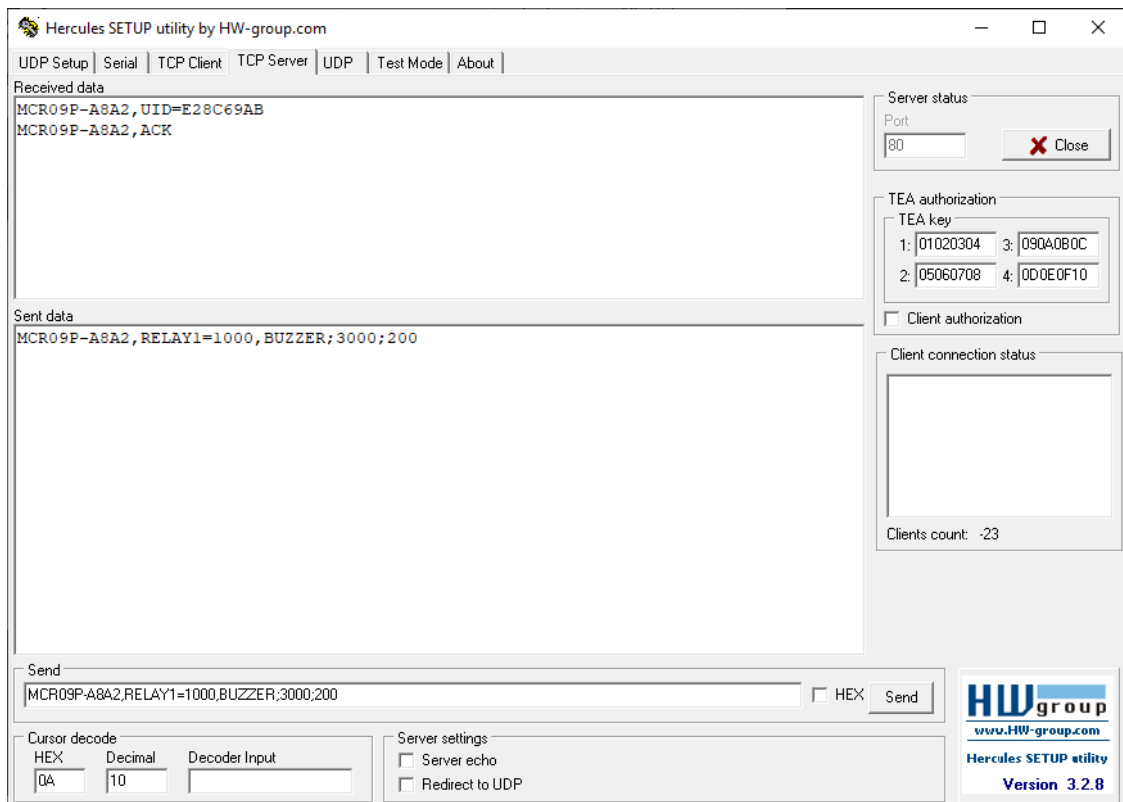 Hercules SETUP utility by HW-group.com
UDP Setup Serial TCP Client TCP Server UDP Test Mode About
Received data
MCR09P-A8A2,UID=E28C69AB
MCR09P-A8A2,ACK
Server status
Port
80
Close
TEA authorization
TEA key
1: 01020304 3: 090A0B0C
2: 05060708 4: 0D0E0F10
Client authorization
Sent data
MCR09P-A8A2,RELAY1=1000,BUZZER;3000;200
Client connection status
Clients count: -23
Send
MCR09P-A8A2,RELAY1=1000,BUZZER;3000;200
HEX Send
Cursor decode
HEX Decimal Decoder Input
0A 10
Server settings
Server echo
Redirect to UDP
HW group
www.HW-group.com
Hercules SETUP utility
Version 3.2.8